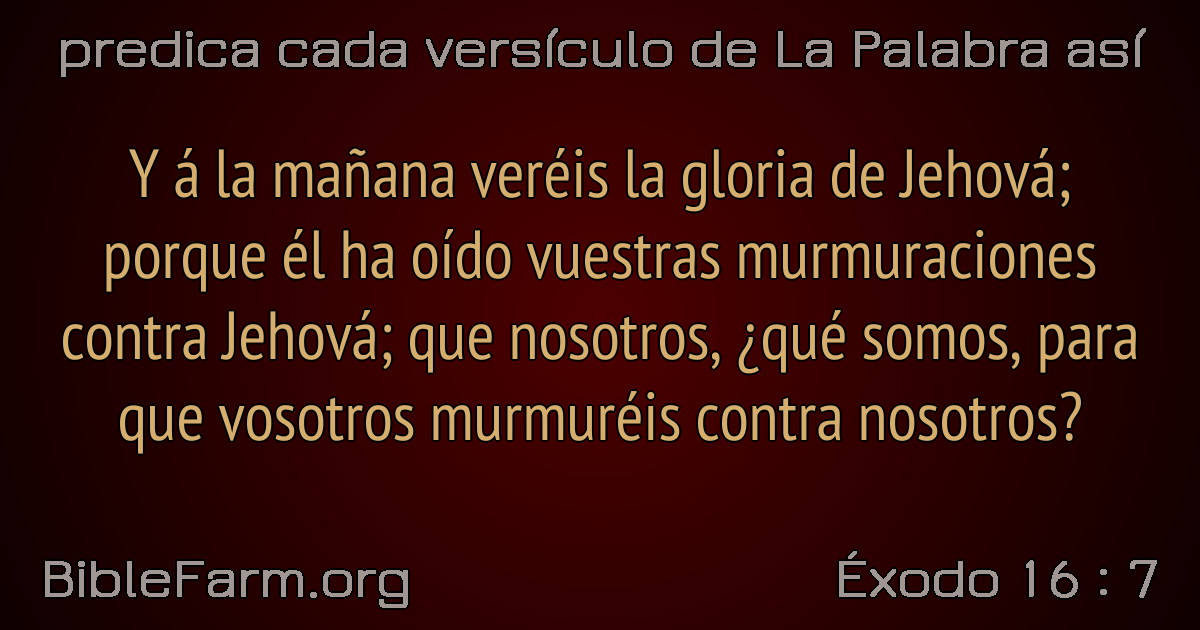 predica cada versículo de La Palabra así
Y á la mañana veréis la gloria de Jehová;
porque él ha oído vuestras murmuraciones
contra Jehová; que nosotros, ¿qué somos, para
que vosotros murmuréis contra nosotros?
BibleFarm.org
Éxodo 16 : 7